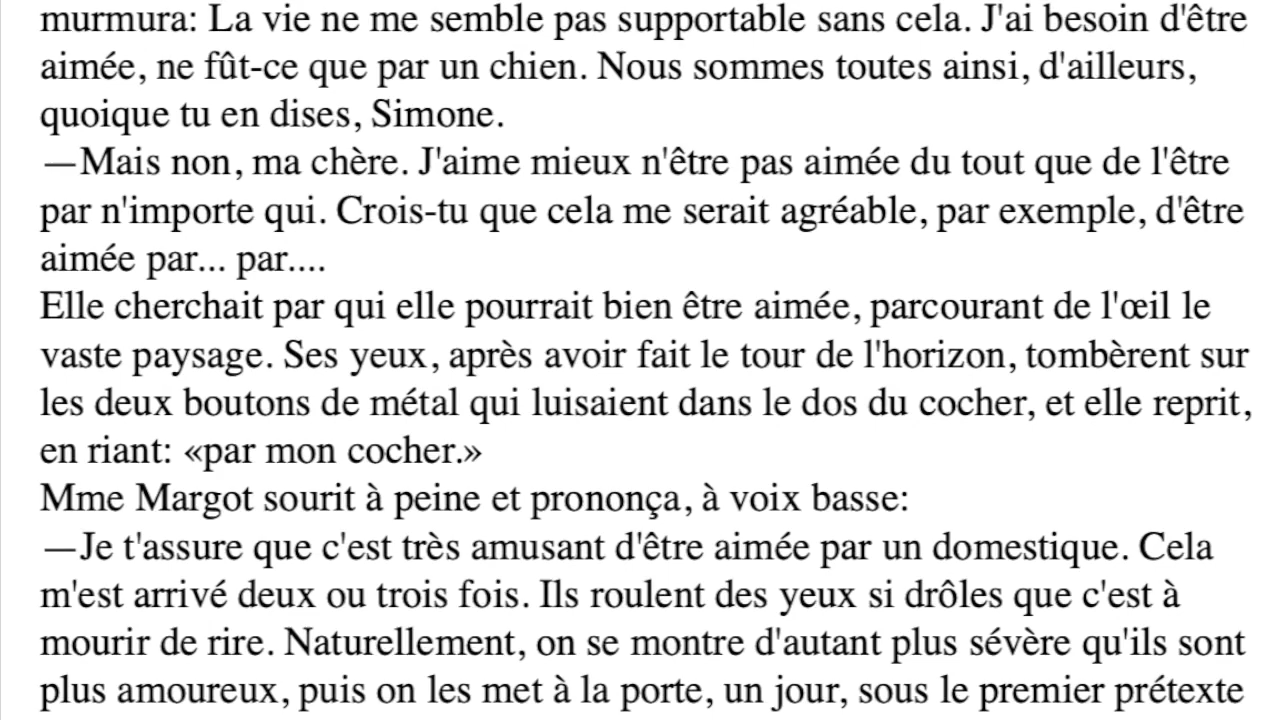 murmura: La vie ne me semble pas supportable sans cela. J'ai besoin d'être
aimée, ne fût-ce que par un chien. Nous sommes toutes ainsi, d'ailleurs,
quoique tu en dises, Simone.
—Mais non, ma chère. J'aime mieux n'être pas aimée du tout que de l'être
par n'importe qui. Crois-tu que cela me serait agréable, par exemple, d'être
aimée par... par....
Elle cherchait par qui elle pourrait bien être aimée, parcourant de l'œil le
vaste paysage. Ses yeux, après avoir fait le tour de l'horizon, tombèrent sur
les deux boutons de métal qui luisaient dans le dos du cocher, et elle reprit,
en riant: «par mon cocher.»
Mme Margot sourit à peine et prononça, à voix basse:
—Je t'assure que c'est très amusant d'être aimée par un domestique. Cela
m'est arrivé deux ou trois fois. Ils roulent des yeux si drôles que c'est à
mourir de rire. Naturellement, on se montre d'autant plus sévère qu'ils sont
plus amoureux, puis on les met à la porte, un jour, sous le premier prétexte